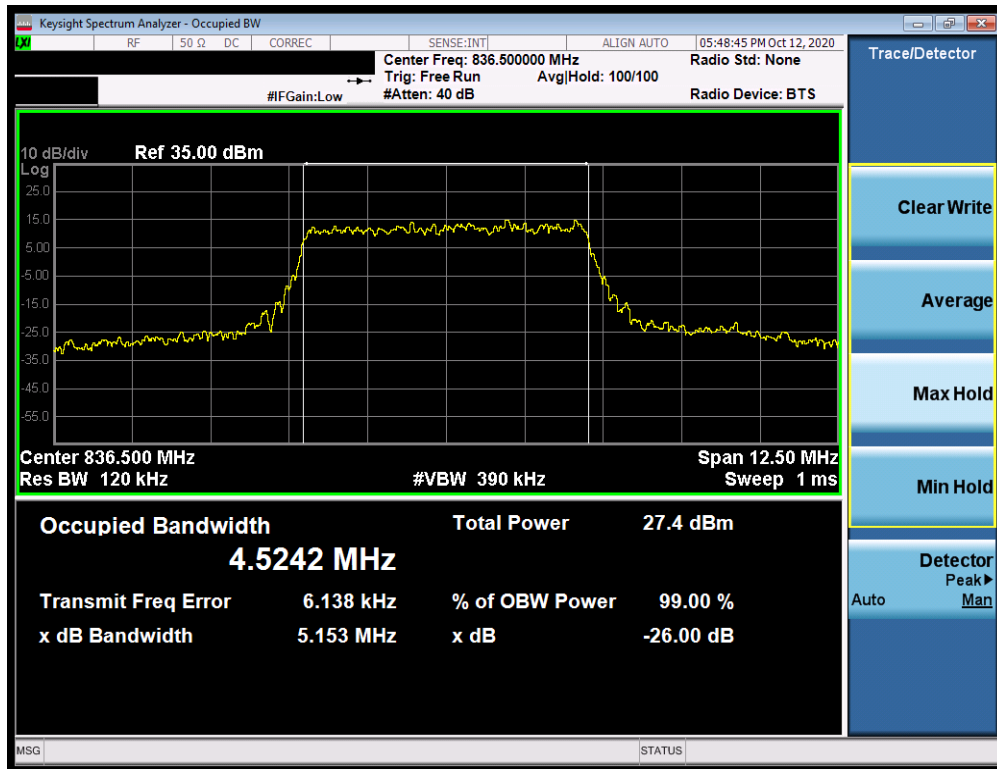 Keysight Spectrum Analyzer - Occupied BW
LXI RF 50 Ω DC CORREC SENSE:INT ALIGN AUTO 05:48:45 PM Oct 12, 2020
Center Freq: 836.500000 MHz Radio Std: None
Trig: Free Run Avg|Hold: 100/100
#IFGain:Low #Atten: 40 dB Radio Device: BTS
Trace/Detector
10 dB/div Ref 35.00 dBm
Log
25.0
15.0
5.00
-5.00
-15.0
-25.0
-35.0
-45.0
-55.0
Center 836.500 MHz Span 12.50 MHz
Res BW 120 kHz #VBW 390 kHz Sweep 1 ms
Occupied Bandwidth Total Power 27.4 dBm
4.5242 MHz
Transmit Freq Error 6.138 kHz % of OBW Power 99.00 %
x dB Bandwidth 5.153 MHz x dB -26.00 dB
Clear Write
Average
Max Hold
Min Hold
Detector
Peak▶
Auto Man
MSG STATUS